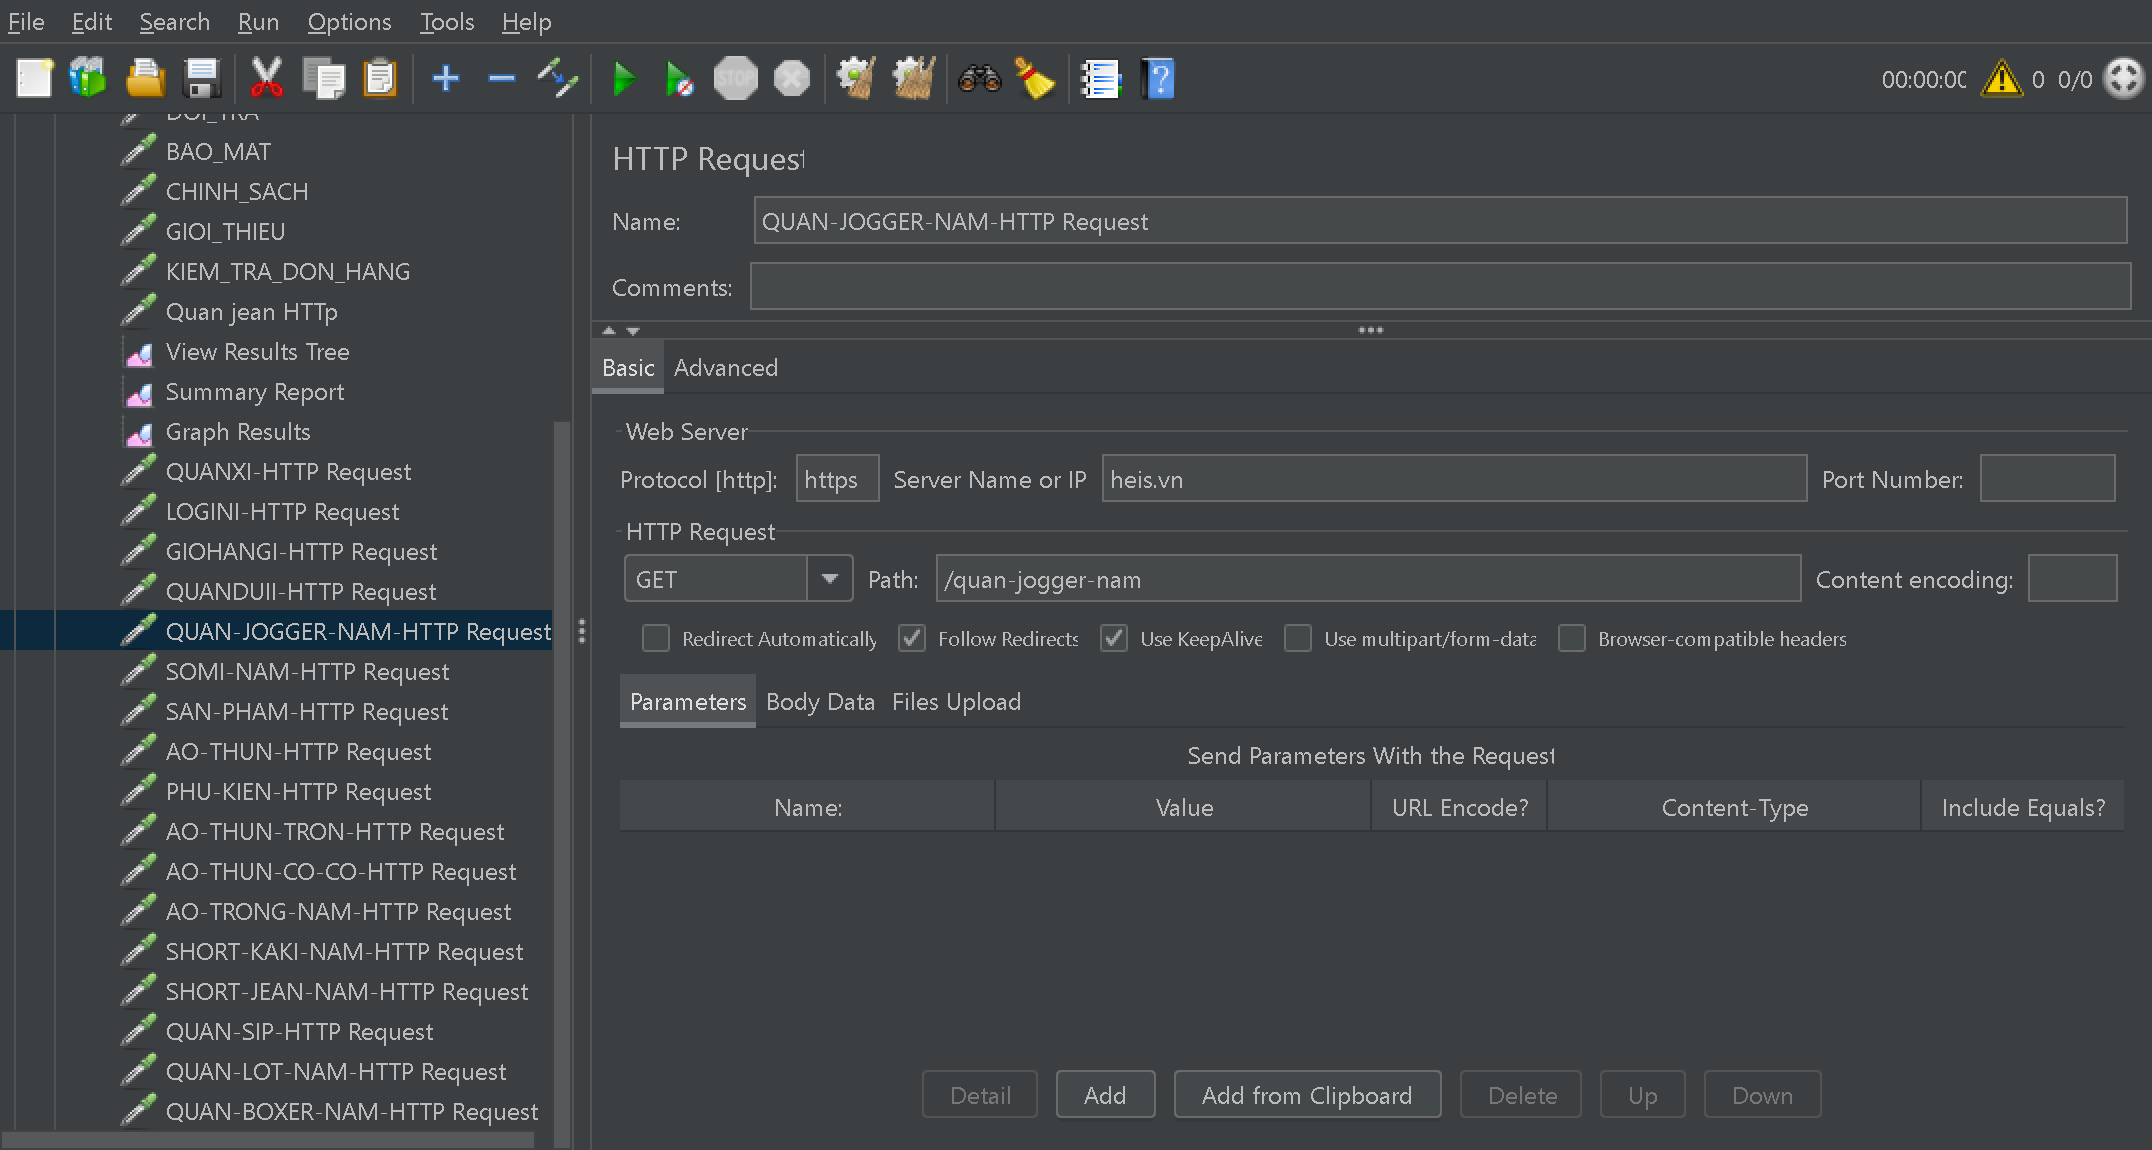 File Edit Search Run Options Tools Help
STOP 00:00:00 0 0/0
DOI_TRA
BAO_MAT
CHINH_SACH
GIOI_THIEU
KIEM_TRA_DON_HANG
Quan jean HTTp
View Results Tree
Summary Report
Graph Results
QUANXI-HTTP Request
LOGINI-HTTP Request
GIOHANGI-HTTP Request
QUANDUII-HTTP Request
QUAN-JOGGER-NAM-HTTP Request
SOMI-NAM-HTTP Request
SAN-PHAM-HTTP Request
AO-THUN-HTTP Request
PHU-KIEN-HTTP Request
AO-THUN-TRON-HTTP Request
AO-THUN-CO-CO-HTTP Request
AO-TRONG-NAM-HTTP Request
SHORT-KAKI-NAM-HTTP Request
SHORT-JEAN-NAM-HTTP Request
QUAN-SIP-HTTP Request
QUAN-LOT-NAM-HTTP Request
QUAN-BOXER-NAM-HTTP Request
HTTP Request
Name: QUAN-JOGGER-NAM-HTTP Request
Comments:
Basic Advanced
Web Server
Protocol [http]: https Server Name or IP heis.vn Port Number:
HTTP Request
GET Path: /quan-jogger-nam Content encoding:
Redirect Automatically Follow Redirects Use KeepAlive Use multipart/form-data Browser-compatible headers
Parameters Body Data Files Upload
Send Parameters With the Request
Name: Value URL Encode? Content-Type Include Equals?
Detail Add Add from Clipboard Delete Up Down